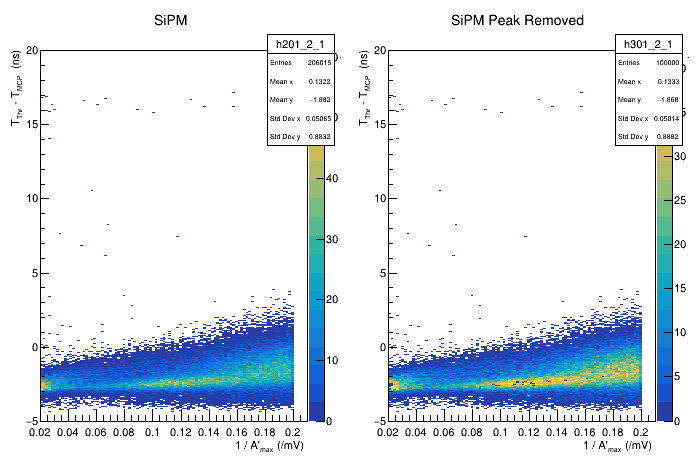 SiPM
h201_2_1
Entries 206015
Mean x 0.1322
Mean y -1.882
Std Dev x 0.05065
Std Dev y 0.8832
T_Thr - T_MCP (ns)
20
15
10
5
0
−5
0.02 0.04 0.06 0.08 0.1 0.12 0.14 0.16 0.18 0.2
1 / A'_max (/mV)
40
30
20
10
0
SiPM Peak Removed
h301_2_1
Entries 100000
Mean x 0.1333
Mean y -1.868
Std Dev x 0.05014
Std Dev y 0.8882
T_Thr - T_MCP (ns)
20
15
10
5
0
−5
0.02 0.04 0.06 0.08 0.1 0.12 0.14 0.16 0.18 0.2
1 / A'_max (/mV)
30
25
20
15
10
5
0